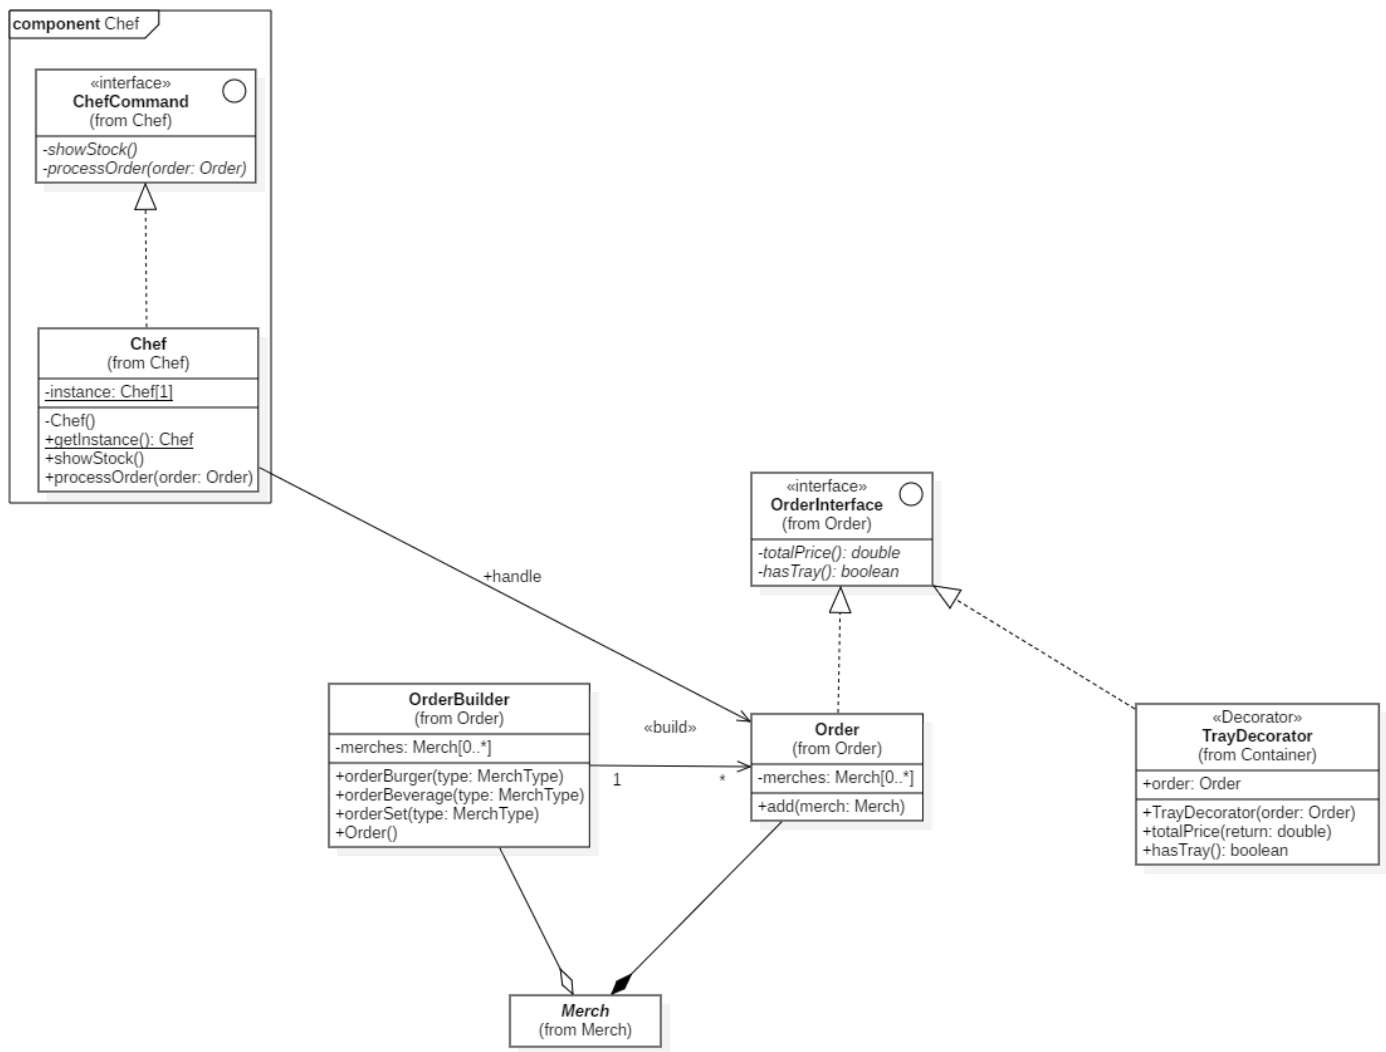 component Chef
«interface»
ChefCommand
(from Chef)
-showStock()
-processOrder(order: Order)
Chef
(from Chef)
-instance: Chef[1]
-Chef()
+getInstance(): Chef
+showStock()
+processOrder(order: Order)
+handle
«interface»
OrderInterface
(from Order)
-totalPrice(): double
-hasTray(): boolean
OrderBuilder
(from Order)
-merches: Merch[0..*]
+orderBurger(type: MerchType)
+orderBeverage(type: MerchType)
+orderSet(type: MerchType)
+Order()
«build»
1
*
Order
(from Order)
-merches: Merch[0..*]
+add(merch: Merch)
«Decorator»
TrayDecorator
(from Container)
+order: Order
+TrayDecorator(order: Order)
+totalPrice(return: double)
+hasTray(): boolean
Merch
(from Merch)